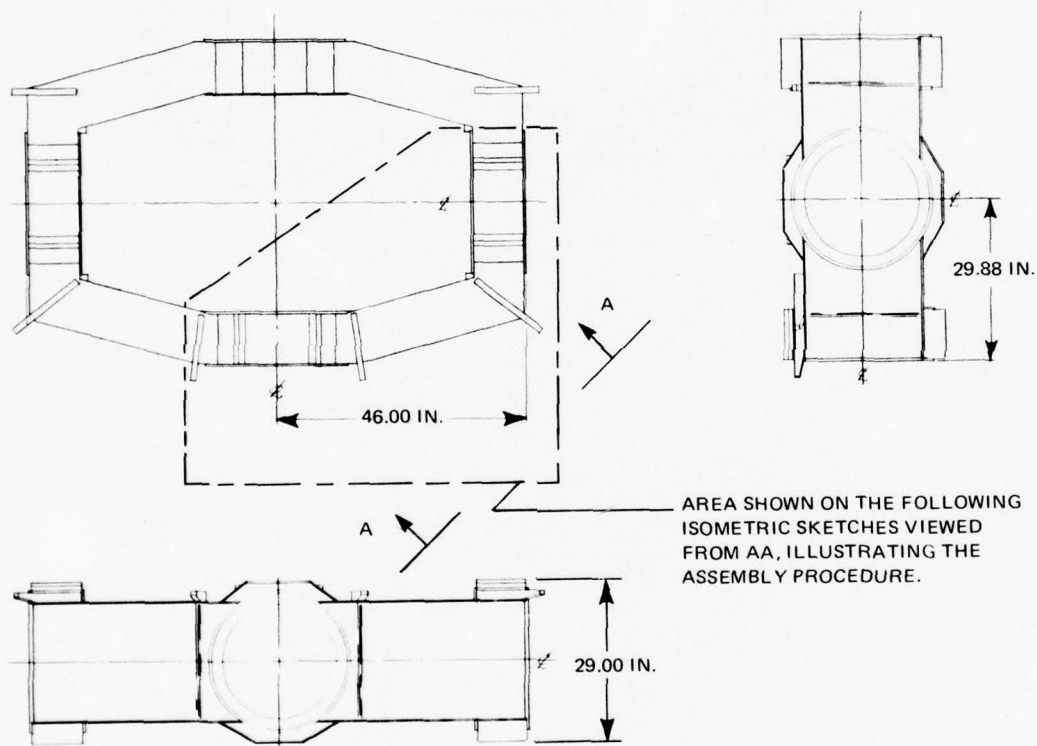 29.88 IN.
A
46.00 IN.
A
AREA SHOWN ON THE FOLLOWING
ISOMETRIC SKETCHES VIEWED
FROM AA, ILLUSTRATING THE
ASSEMBLY PROCEDURE.
29.00 IN.